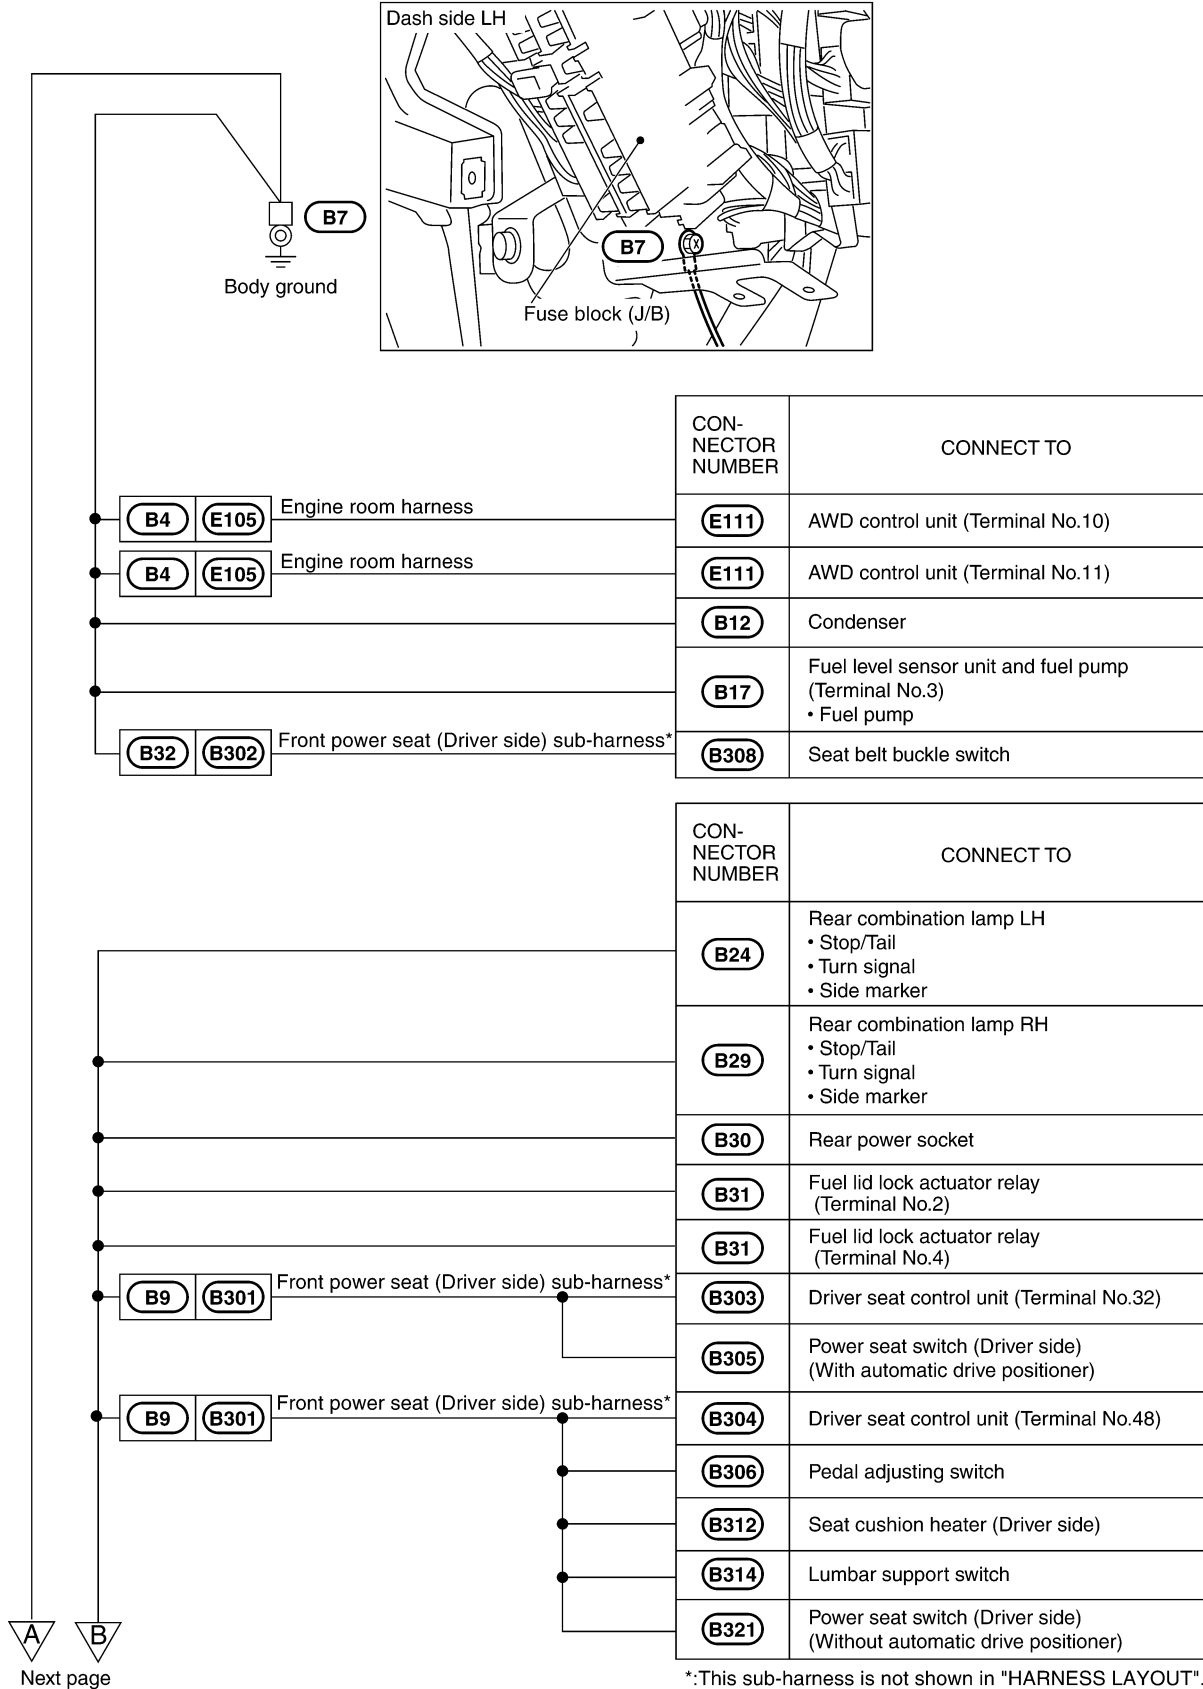 Dash side LH
B7
B7
Body ground
Fuse block (J/B)
CON-
NECTOR
NUMBER
CONNECT TO
B4 E105 Engine room harness E111 AWD control unit (Terminal No.10)
B4 E105 Engine room harness E111 AWD control unit (Terminal No.11)
B12 Condenser
B17 Fuel level sensor unit and fuel pump
(Terminal No.3)
• Fuel pump
B32 B302 Front power seat (Driver side) sub-harness* B308 Seat belt buckle switch
CON-
NECTOR
NUMBER
CONNECT TO
B24 Rear combination lamp LH
• Stop/Tail
• Turn signal
• Side marker
B29 Rear combination lamp RH
• Stop/Tail
• Turn signal
• Side marker
B30 Rear power socket
B31 Fuel lid lock actuator relay
(Terminal No.2)
B31 Fuel lid lock actuator relay
(Terminal No.4)
B9 B301 Front power seat (Driver side) sub-harness* B303 Driver seat control unit (Terminal No.32)
B305 Power seat switch (Driver side)
(With automatic drive positioner)
B9 B301 Front power seat (Driver side) sub-harness* B304 Driver seat control unit (Terminal No.48)
B306 Pedal adjusting switch
B312 Seat cushion heater (Driver side)
B314 Lumbar support switch
B321 Power seat switch (Driver side)
(Without automatic drive positioner)
A B
Next page
*:This sub-harness is not shown in "HARNESS LAYOUT".